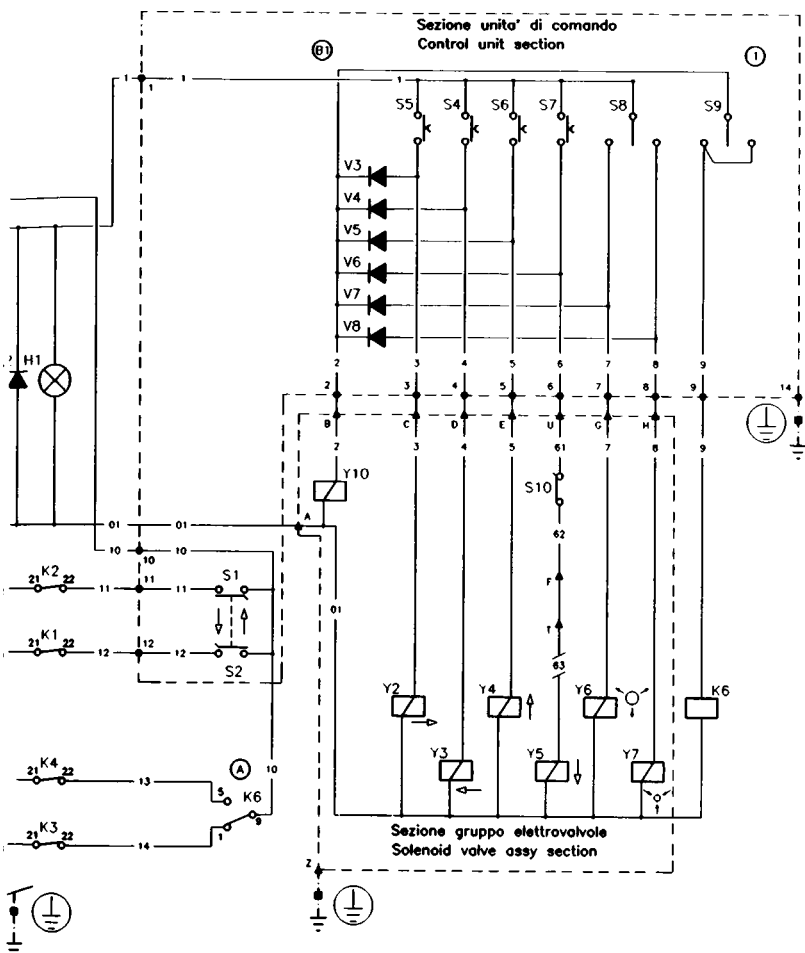 Sezione unita' di comando
Control unit section
B1
1
1 1 1 1
S5 S4 S6 S7 S8 S9
V3
V4
V5
V6
V7
V8
H1
2 3 4 5 6 7 8 9
2 3 4 5 6 7 8 9 14
B C D E U G H
2 3 4 5 61 7 8 9
Y10
S10
A
01 01
62
10 10 10
K2
21 22 11 11 11
S1
F
01
T
K1
21 22 12 12 12
S2
63
Y2 Y4 Y6 K6
Y3 Y5 Y7
K4
21 22 13
A
10
5
K6
9
1
K3
21 22 14
Sezione gruppo elettrovalvole
Solenoid valve assy section
Z